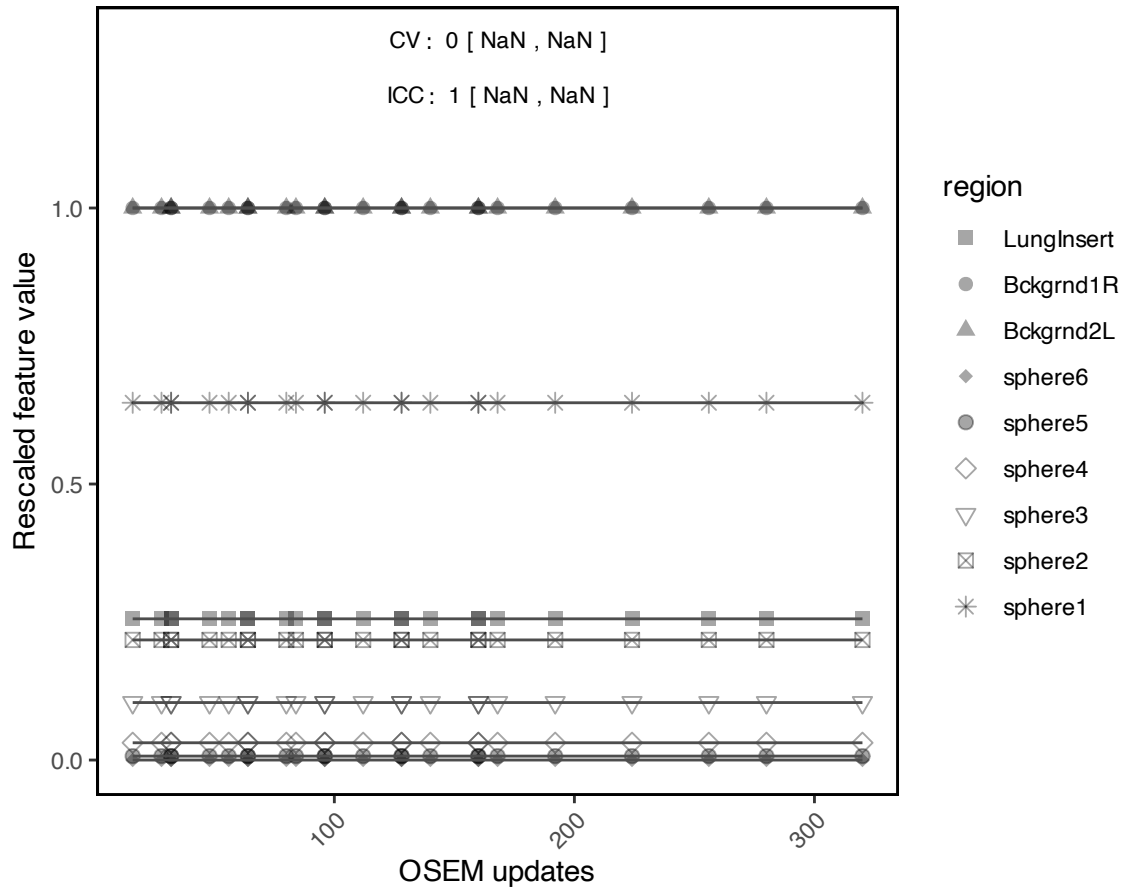 CV : 0 [ NaN , NaN ]
ICC : 1 [ NaN , NaN ]
1.0
0.5
0.0
Rescaled feature value
100
200
300
OSEM updates
region
LungInsert
Bckgrnd1R
Bckgrnd2L
sphere6
sphere5
sphere4
sphere3
sphere2
sphere1